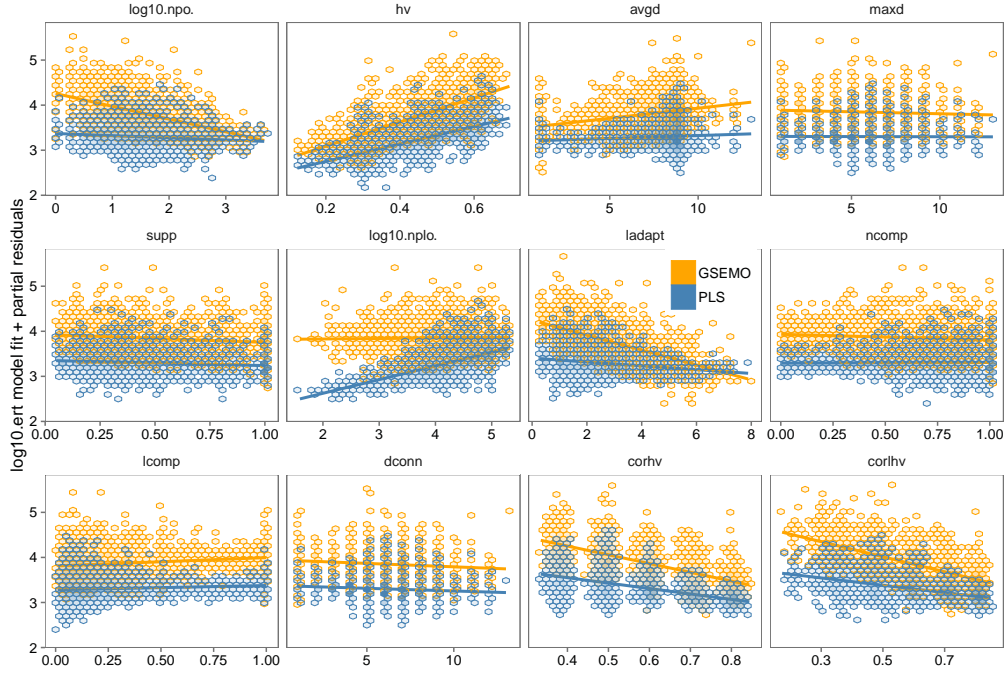 log10.npo. hv avgd maxd
5
4
3
2
0 1 2 3 0.2 0.4 0.6 5 10 5 10
supp log10.nplo. ladapt ncomp
GSEMO
PLS
5
4
3
2
0.00 0.25 0.50 0.75 1.00 2 3 4 5 0 2 4 6 8 0.00 0.25 0.50 0.75 1.00
lcomp dconn corhv corlhv
5
4
3
2
0.00 0.25 0.50 0.75 1.00 5 10 0.4 0.5 0.6 0.7 0.8 0.3 0.5 0.7
log10.ert model fit + partial residuals